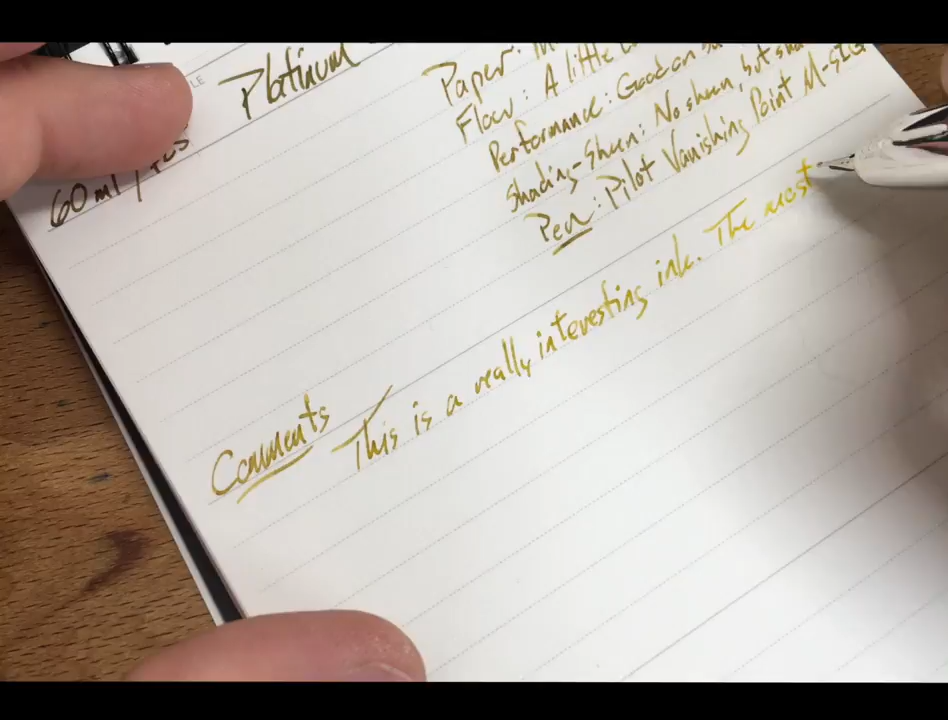 Platinum
60ml /
Paper:
Flow: A little
Performance: Good on
Shading-Sheen: No sheen, but
Pen: Pilot Vanishing Point M-SIG
Comments This is a really interesting ink. The most